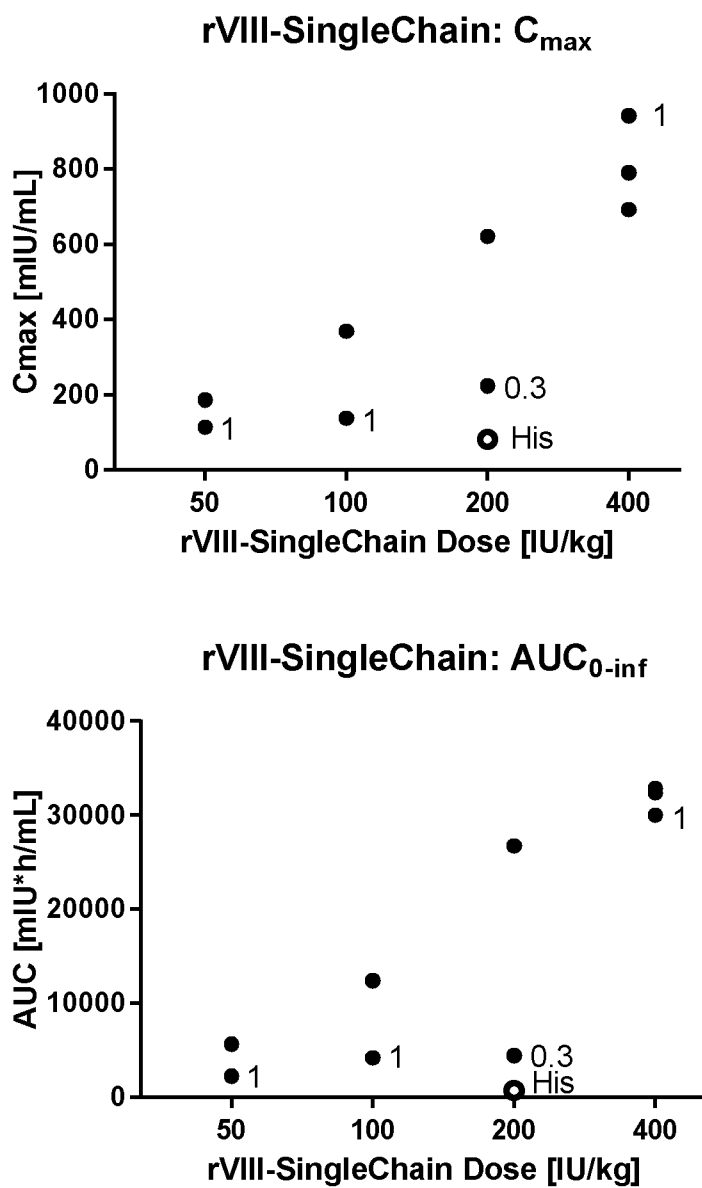 rVIII-SingleChain: Cmax
1000
800
600
400
200
0
Cmax [mIU/mL]
1
1
1
0.3
His
50 100 200 400
rVIII-SingleChain Dose [IU/kg]
rVIII-SingleChain: AUC0-inf
40000
30000
20000
10000
0
AUC [mIU*h/mL]
1
1
1
0.3
His
50 100 200 400
rVIII-SingleChain Dose [IU/kg]